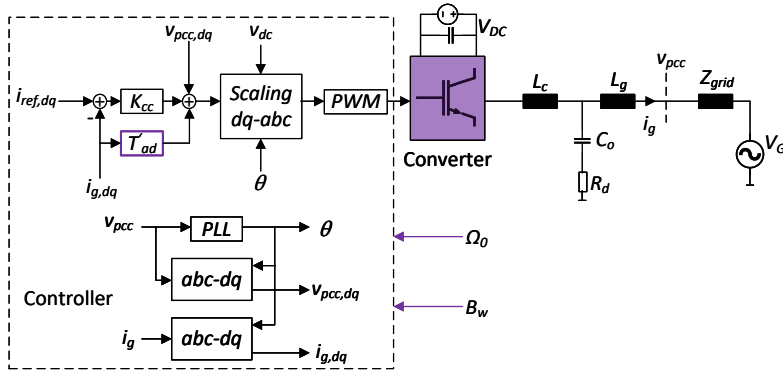 v_pcc,dq
v_dc
i_ref,dq
K_cc
-
T'_ad
i_g,dq
Scaling
dq-abc
PWM
θ
V_DC
Converter
L_c
L_g
v_pcc
Z_grid
i_g
C_o
R_d
V_G
v_pcc
PLL
θ
abc-dq
v_pcc,dq
Controller
i_g
abc-dq
i_g,dq
Ω_0
B_w